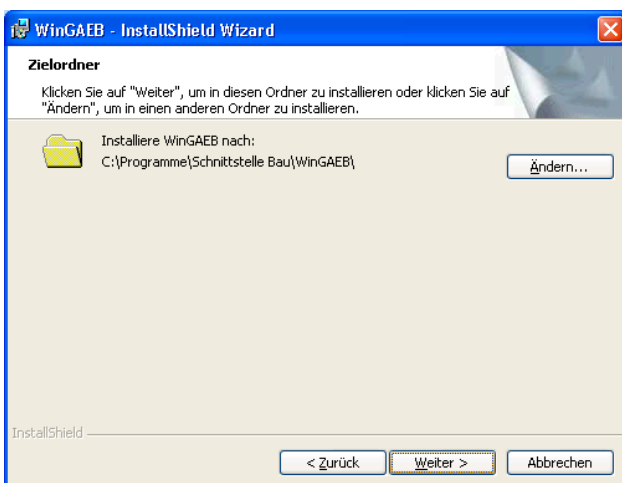 WinGAEB - InstallShield Wizard
Zielordner
Klicken Sie auf "Weiter", um in diesen Ordner zu installieren oder klicken Sie auf
"Ändern", um in einen anderen Ordner zu installieren.
Installiere WinGAEB nach:
C:\Programme\Schnittstelle Bau\WinGAEB\
Ändern...
InstallShield
< Zurück
Weiter >
Abbrechen